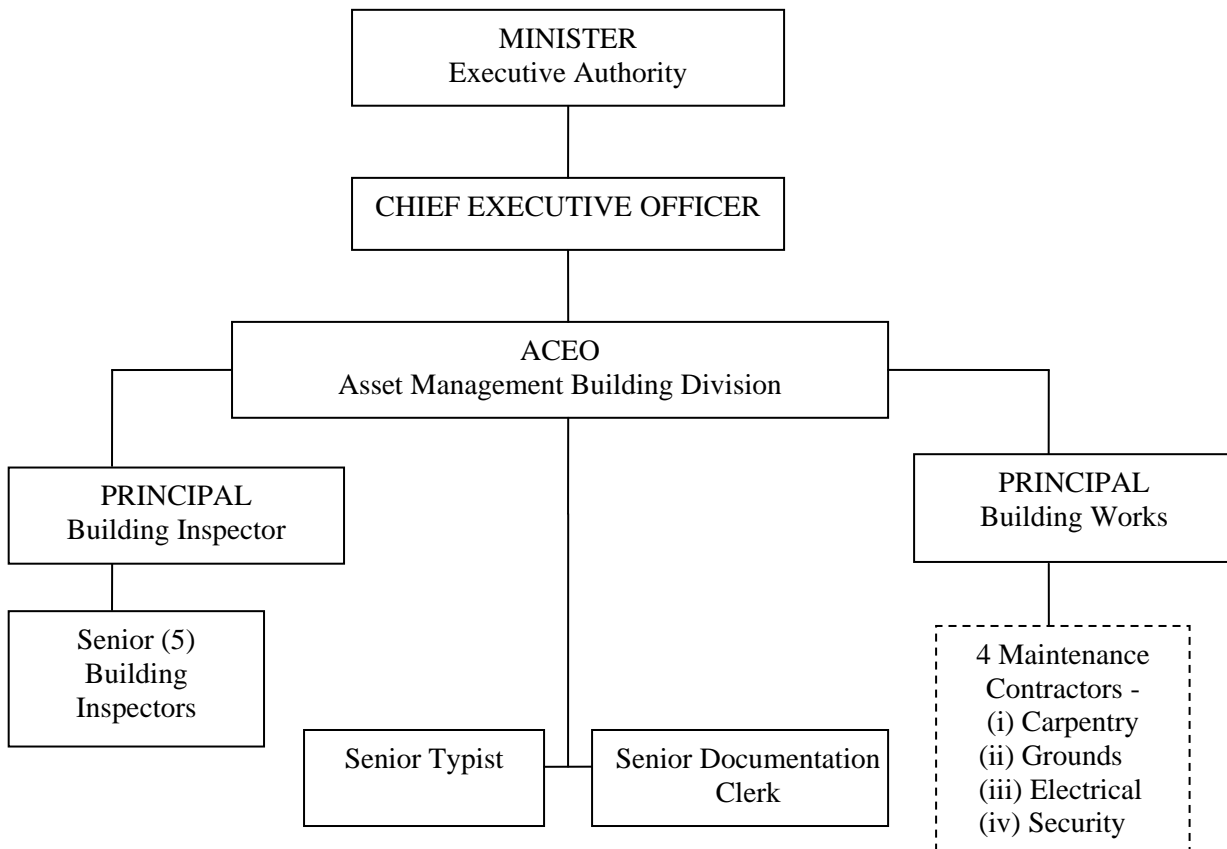 MINISTER
Executive Authority
CHIEF EXECUTIVE OFFICER
ACEO
Asset Management Building Division
PRINCIPAL
Building Inspector
PRINCIPAL
Building Works
Senior (5)
Building
Inspectors
4 Maintenance
Contractors -
(i) Carpentry
(ii) Grounds
(iii) Electrical
(iv) Security
Senior Typist
Senior Documentation
Clerk